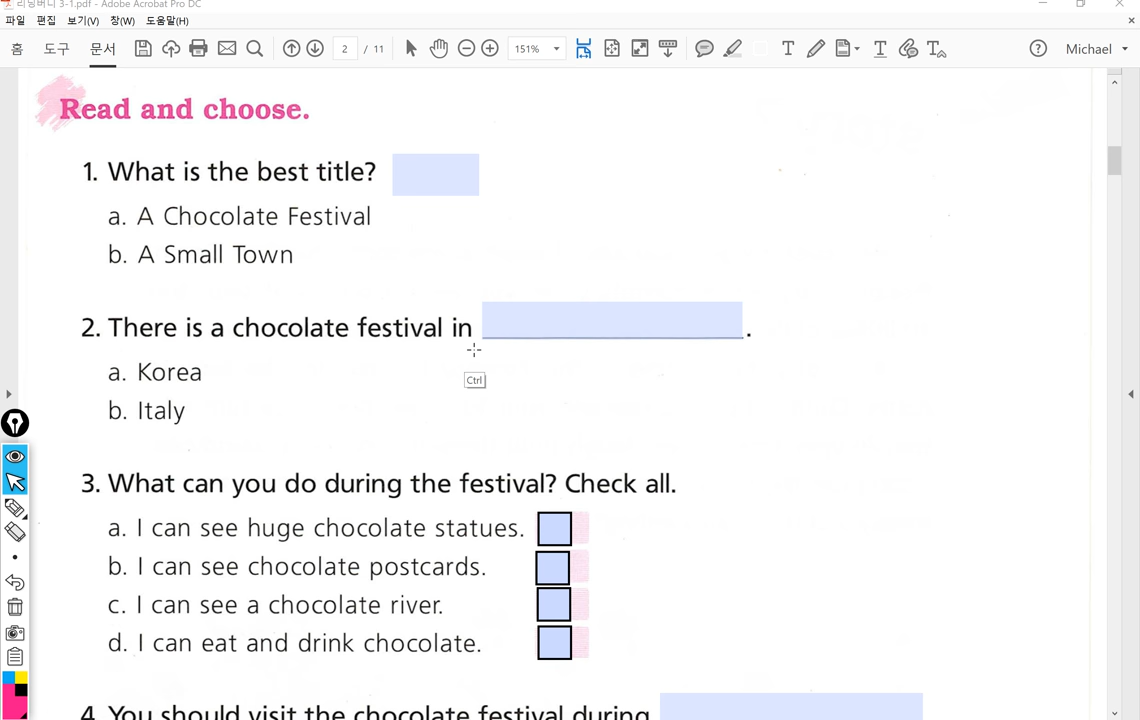 리딩버디 3-1.pdf - Adobe Acrobat Pro DC
파일 편집 보기(V) 창(W) 도움말(H)
홈 도구 문서 2 / 11 151% Michael
Read and choose.
1. What is the best title?
a. A Chocolate Festival
b. A Small Town
2. There is a chocolate festival in .
Ctrl
a. Korea
b. Italy
3. What can you do during the festival? Check all.
a. I can see huge chocolate statues.
b. I can see chocolate postcards.
c. I can see a chocolate river.
d. I can eat and drink chocolate.
4. You should visit the chocolate festival during